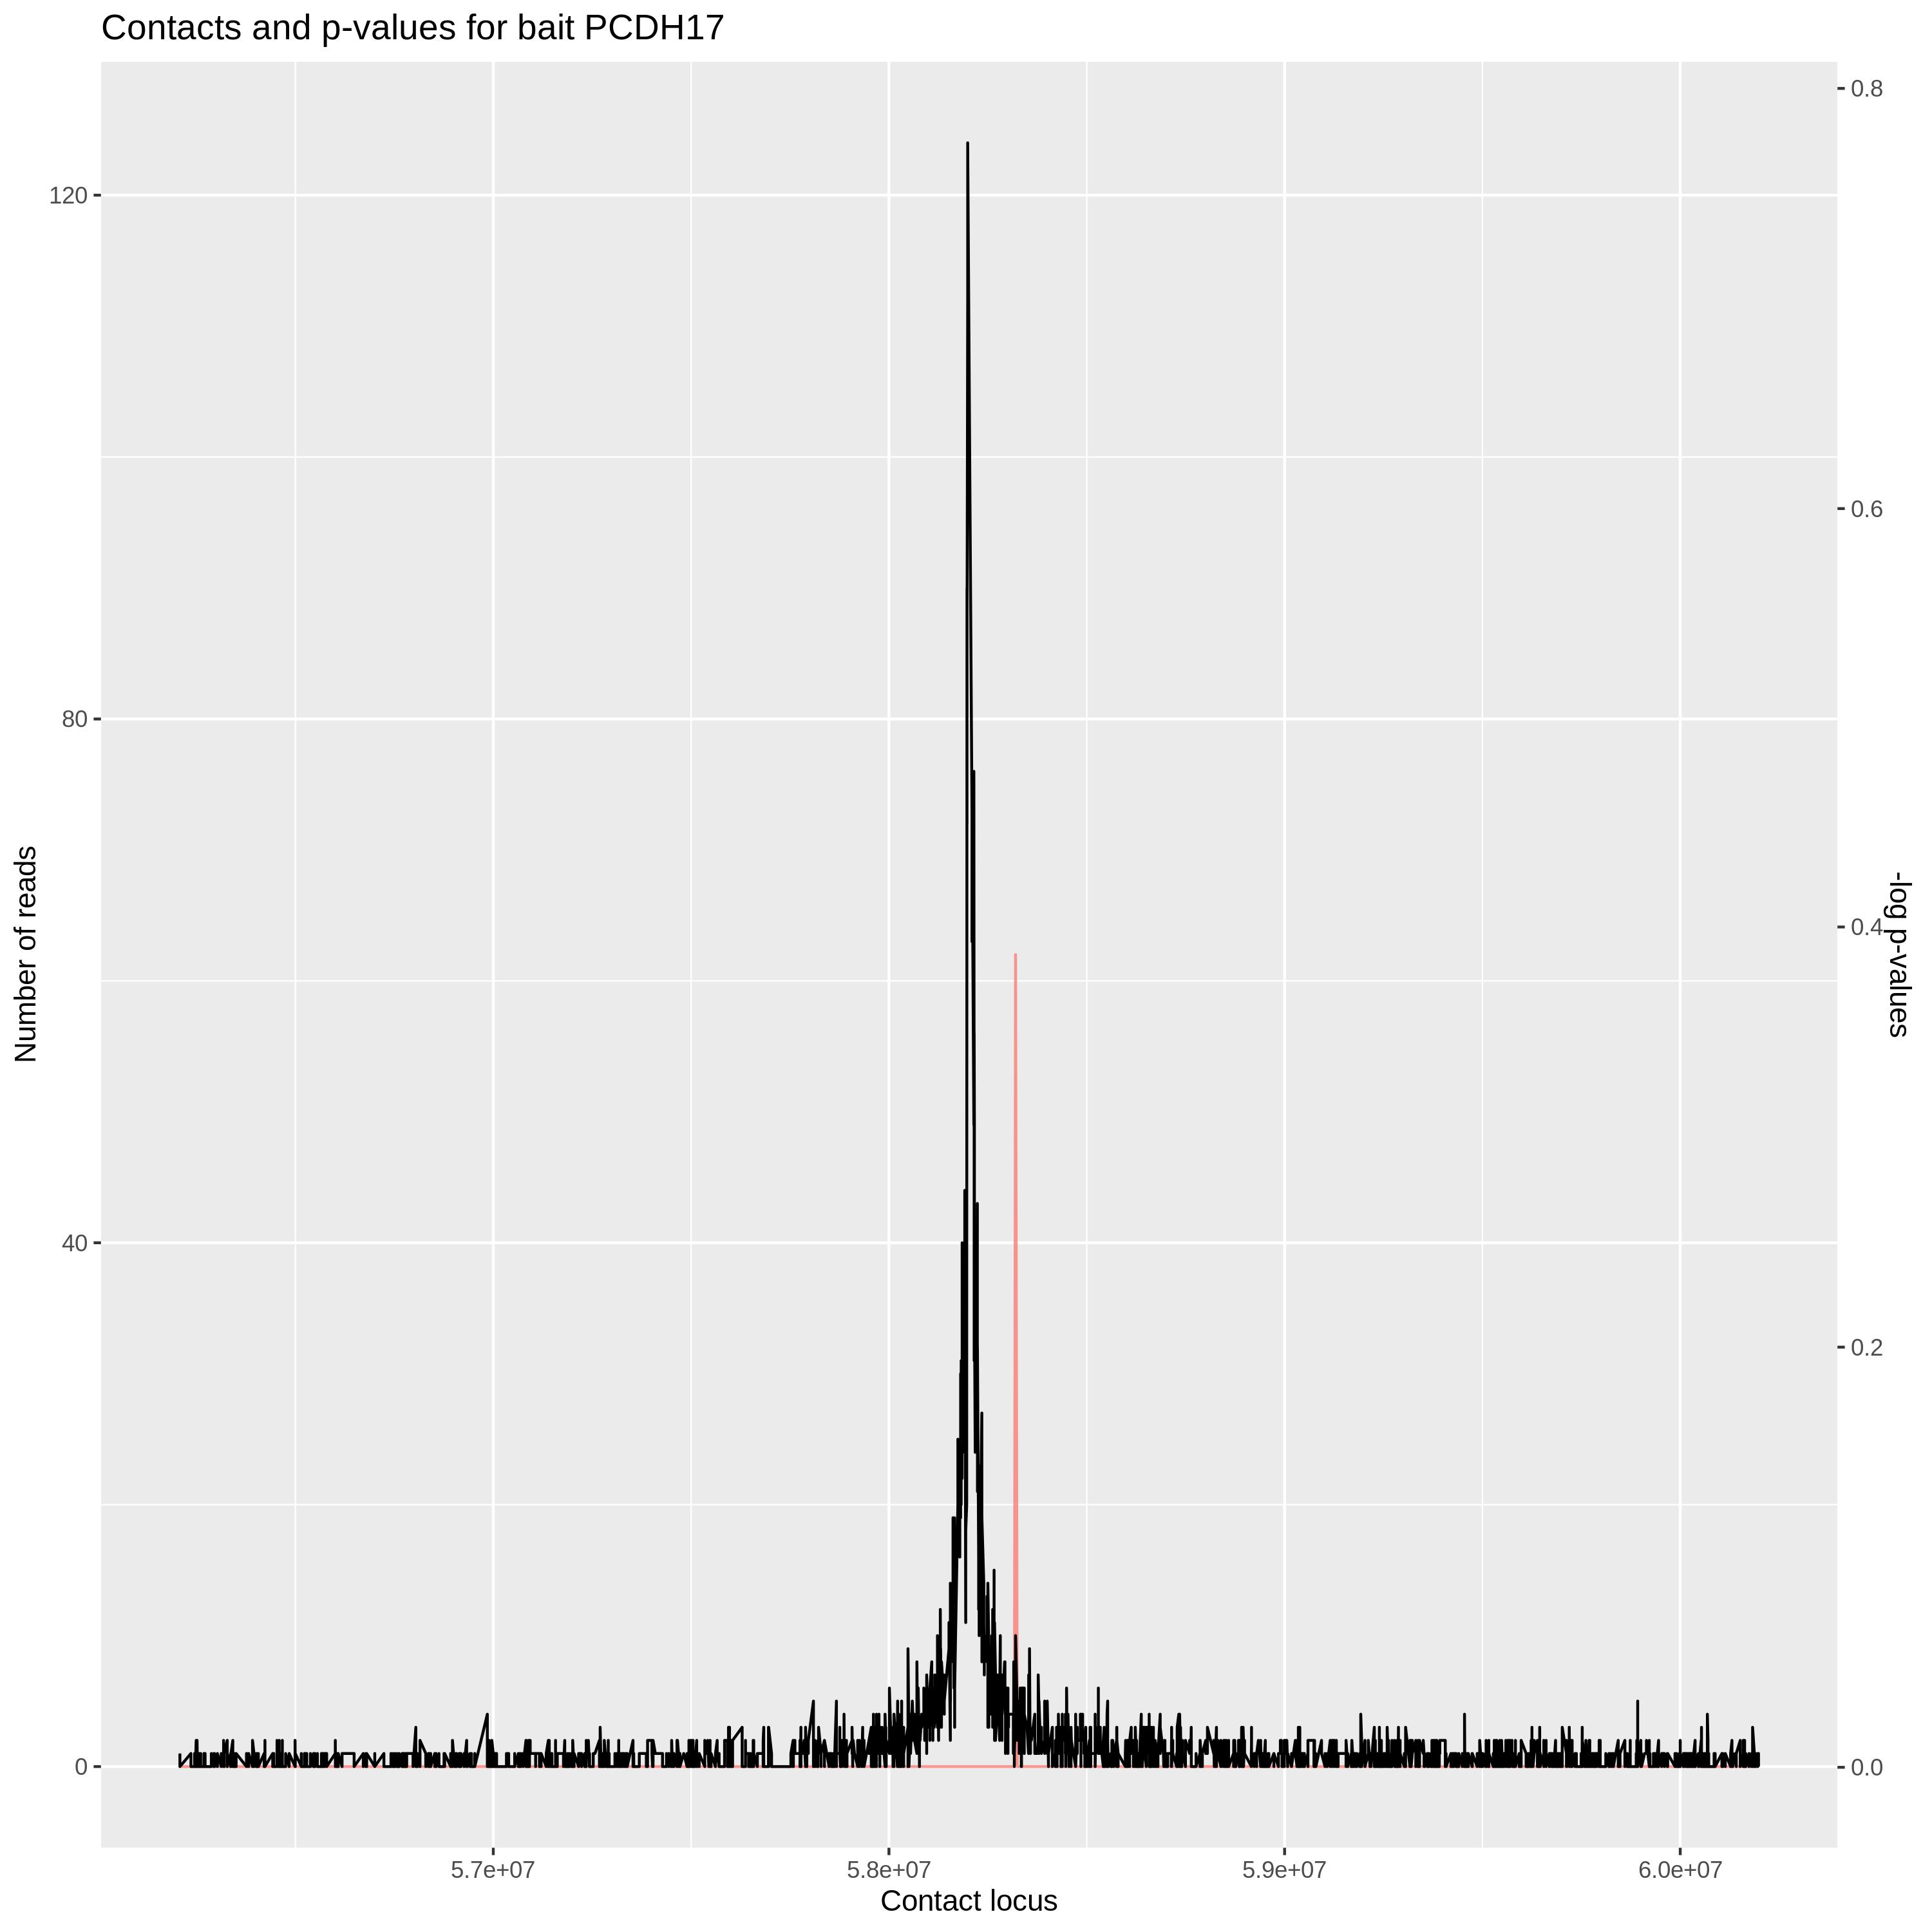 Contacts and p-values for bait PCDH17
120
80
40
0
Number of reads
0.8
0.6
0.4
0.2
0.0
-log p-values
5.7e+07
5.8e+07
5.9e+07
6.0e+07
Contact locus